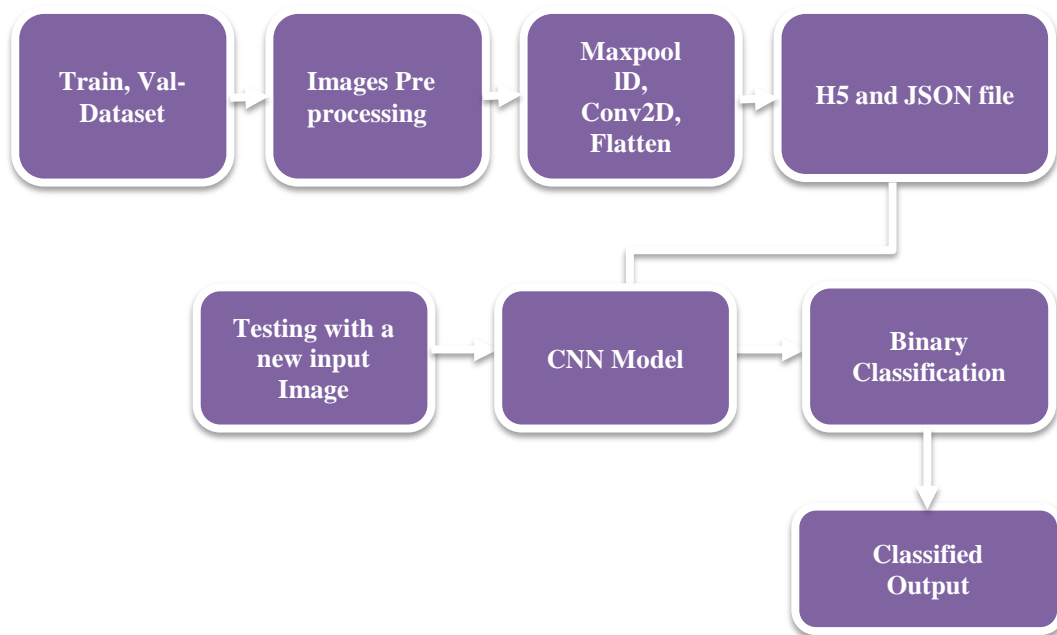 Train, Val-
Dataset
Images Pre
processing
Maxpool
lD,
Conv2D,
Flatten
H5 and JSON file
Testing with a
new input
Image
CNN Model
Binary
Classification
Classified
Output